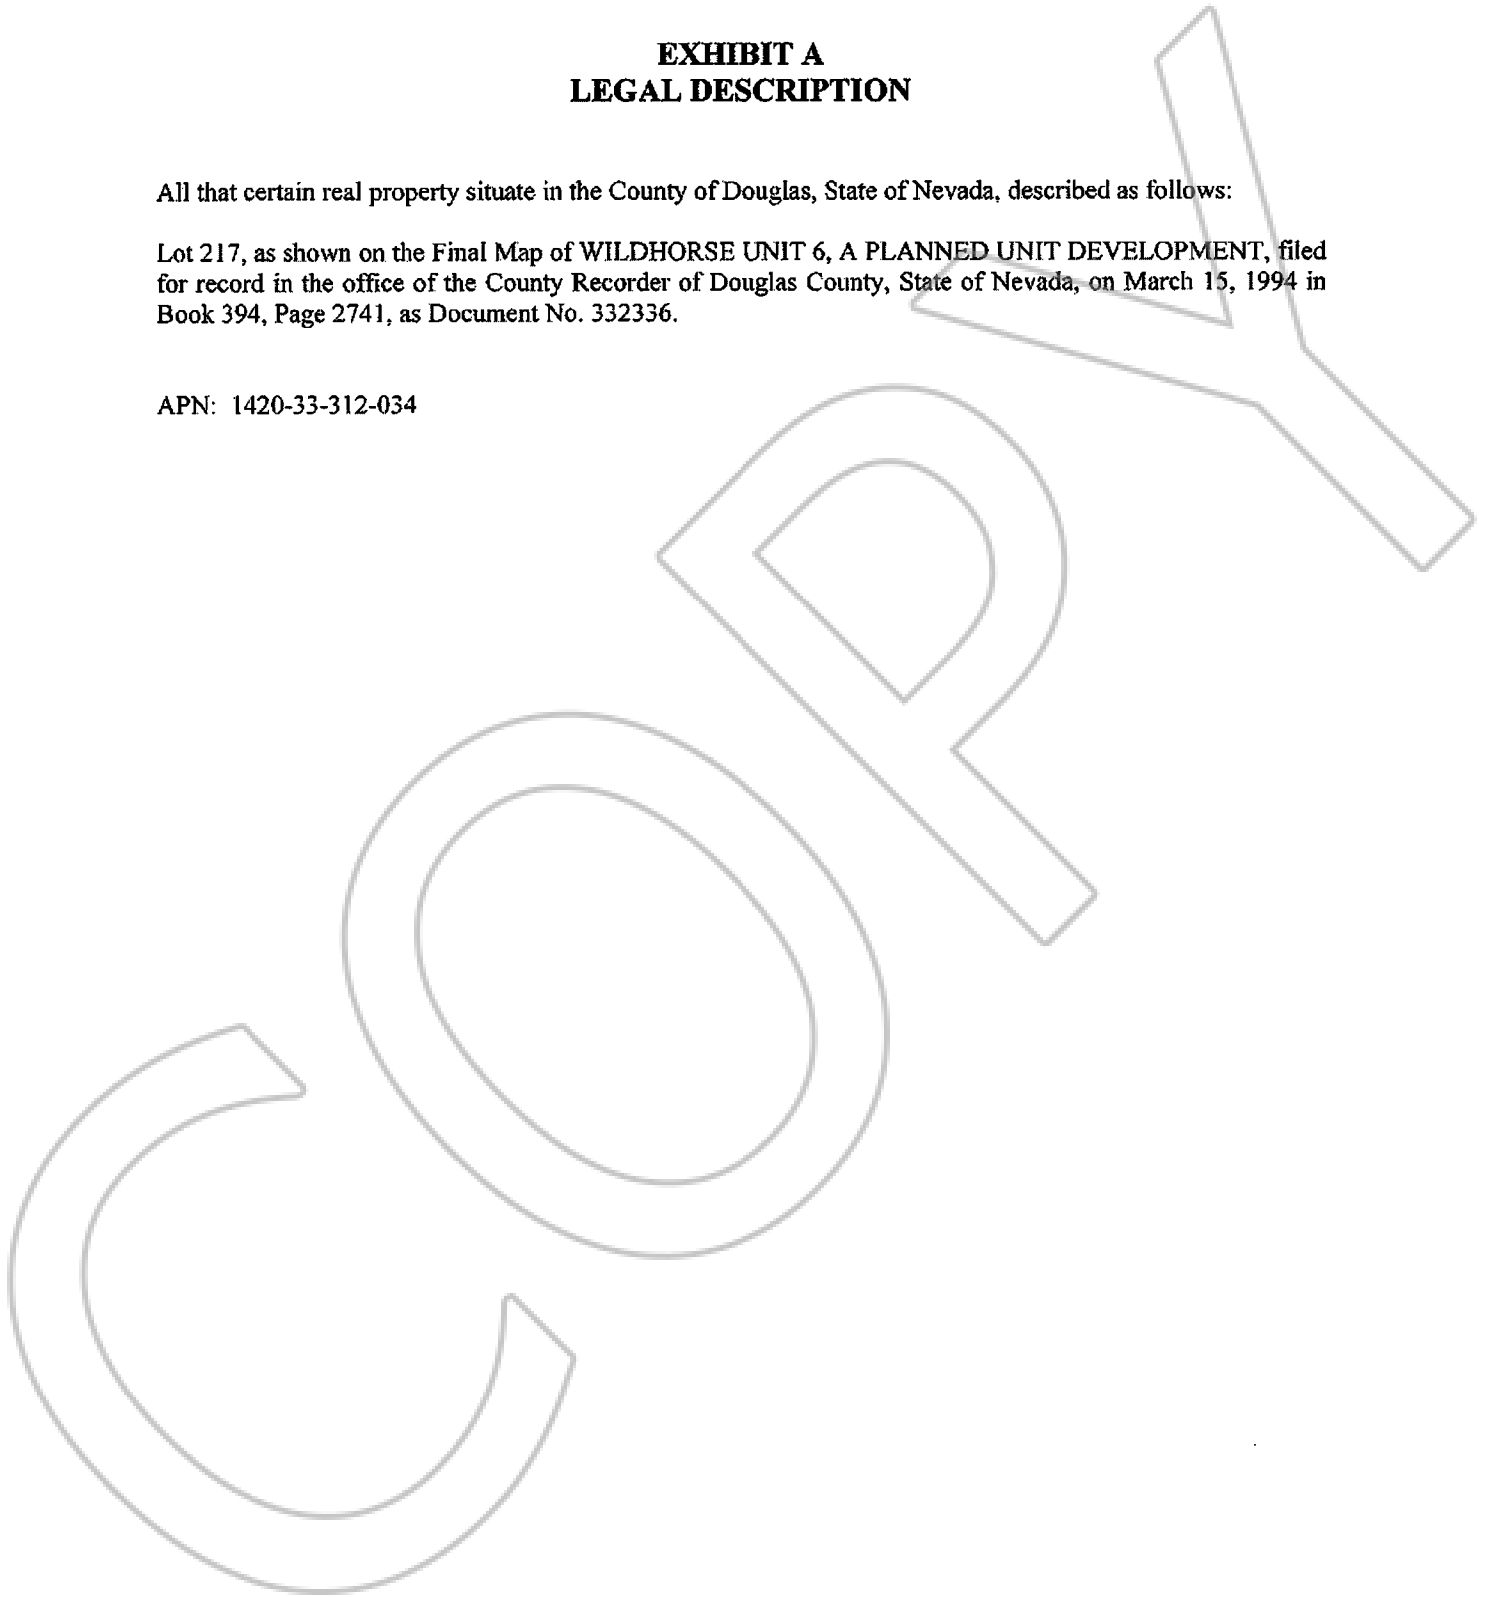 EXHIBIT A
LEGAL DESCRIPTION
All that certain real property situate in the County of Douglas, State of Nevada, described as follows:
Lot 217, as shown on the Final Map of WILDHORSE UNIT 6, A PLANNED UNIT DEVELOPMENT, filed
for record in the office of the County Recorder of Douglas County, State of Nevada, on March 15, 1994 in
Book 394, Page 2741, as Document No. 332336.
APN: 1420-33-312-034
COPY